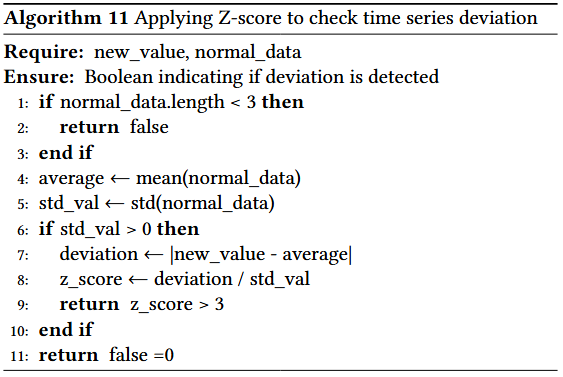 Algorithm 11 Applying Z-score to check time series deviation
Require: new_value, normal_data
Ensure: Boolean indicating if deviation is detected
1: if normal_data.length < 3 then
2: return false
3: end if
4: average ← mean(normal_data)
5: std_val ← std(normal_data)
6: if std_val > 0 then
7: deviation ← |new_value - average|
8: z_score ← deviation / std_val
9: return z_score > 3
10: end if
11: return false =0